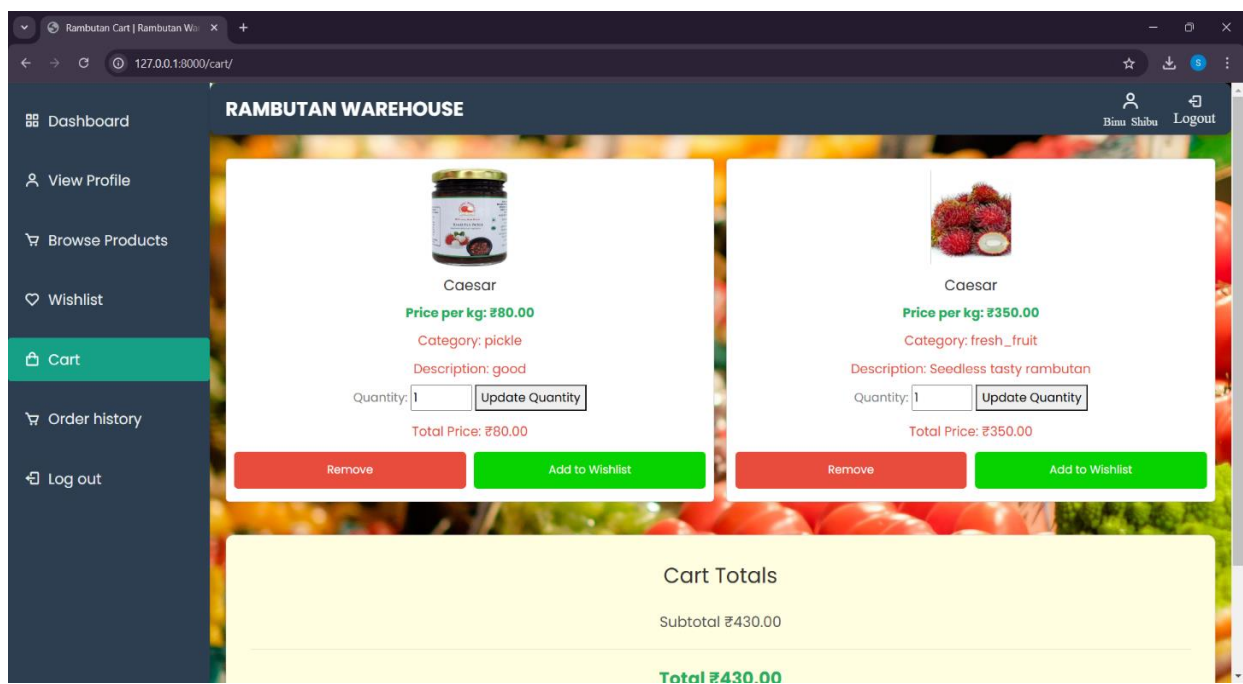 Rambutan Cart | Rambutan Wa
127.0.0.1:8000/cart/
S
RAMBUTAN WAREHOUSE
Binu Shibu
Logout
Dashboard
View Profile
Browse Products
Wishlist
Cart
Order history
Log out
Caesar
Price per kg: ₹80.00
Category: pickle
Description: good
Quantity: 1 Update Quantity
Total Price: ₹80.00
Remove Add to Wishlist
Caesar
Price per kg: ₹350.00
Category: fresh_fruit
Description: Seedless tasty rambutan
Quantity: 1 Update Quantity
Total Price: ₹350.00
Remove Add to Wishlist
Cart Totals
Subtotal ₹430.00
Total ₹430.00